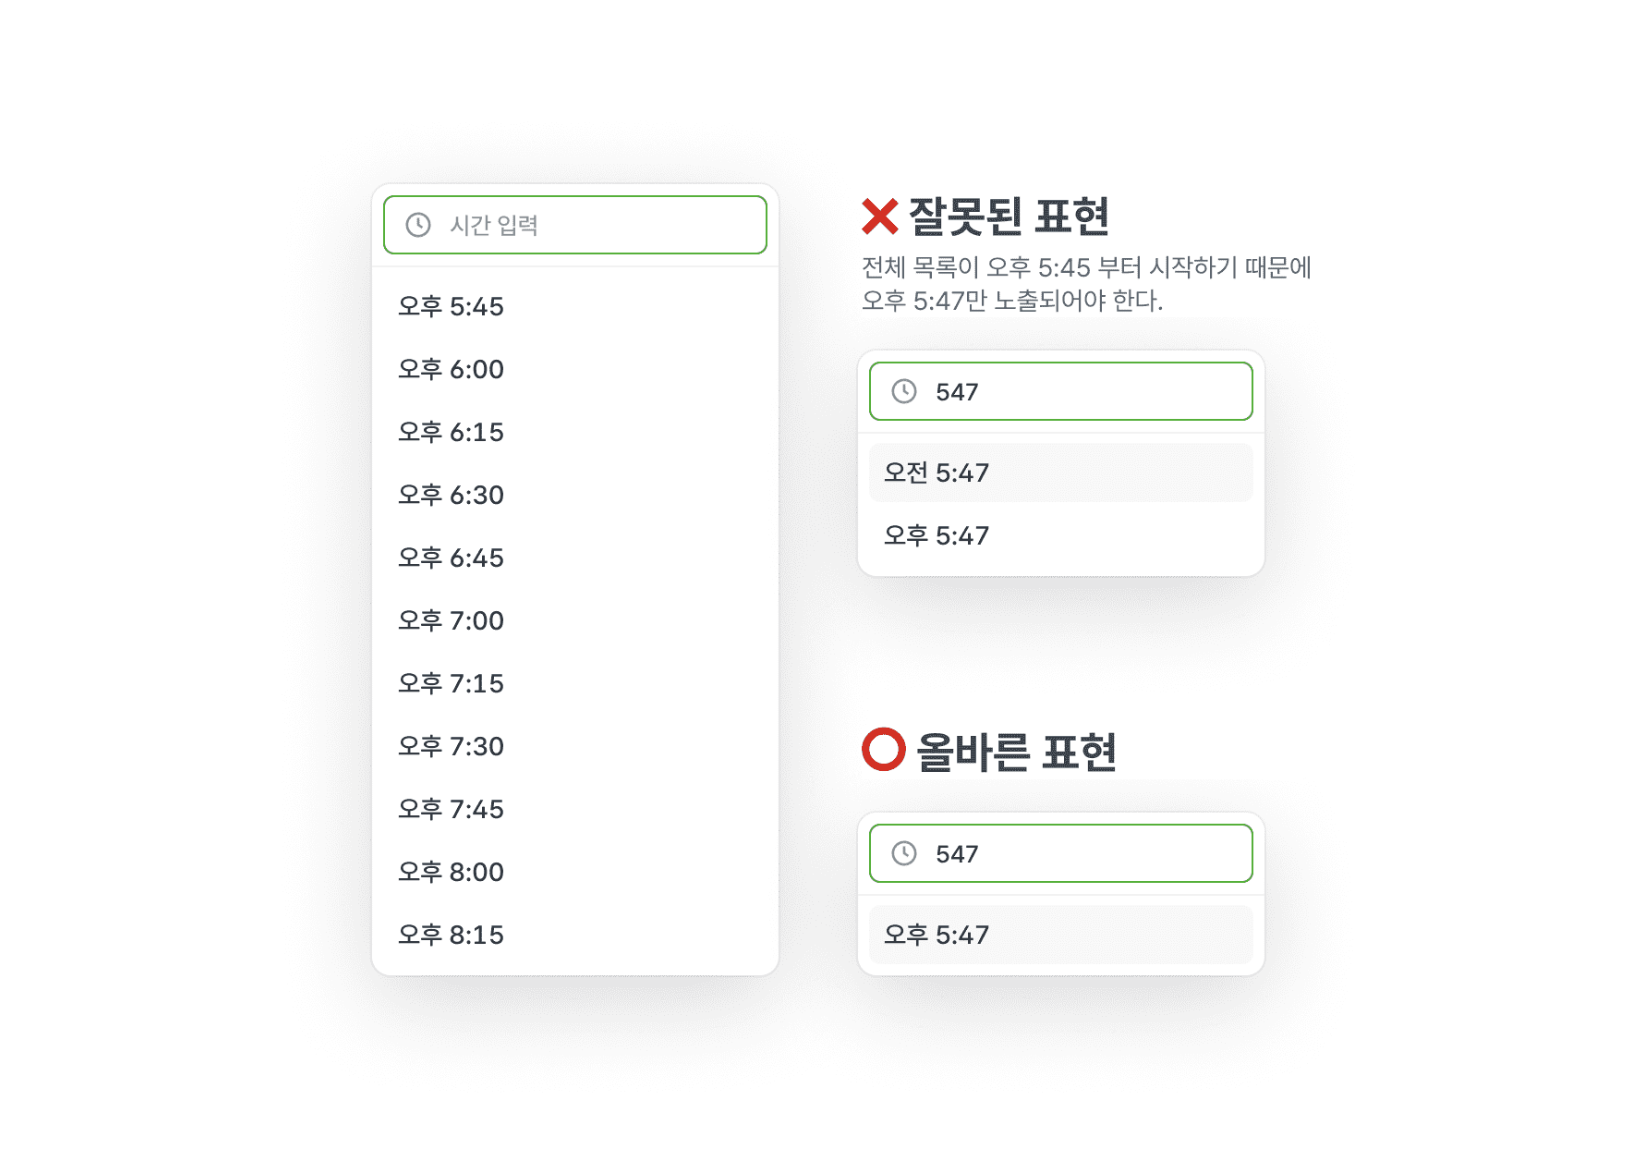 시간 입력
오후 5:45
오후 6:00
오후 6:15
오후 6:30
오후 6:45
오후 7:00
오후 7:15
오후 7:30
오후 7:45
오후 8:00
오후 8:15
❌ 잘못된 표현
전체 목록이 오후 5:45 부터 시작하기 때문에
오후 5:47만 노출되어야 한다.
547
오전 5:47
오후 5:47
⭕ 올바른 표현
547
오후 5:47